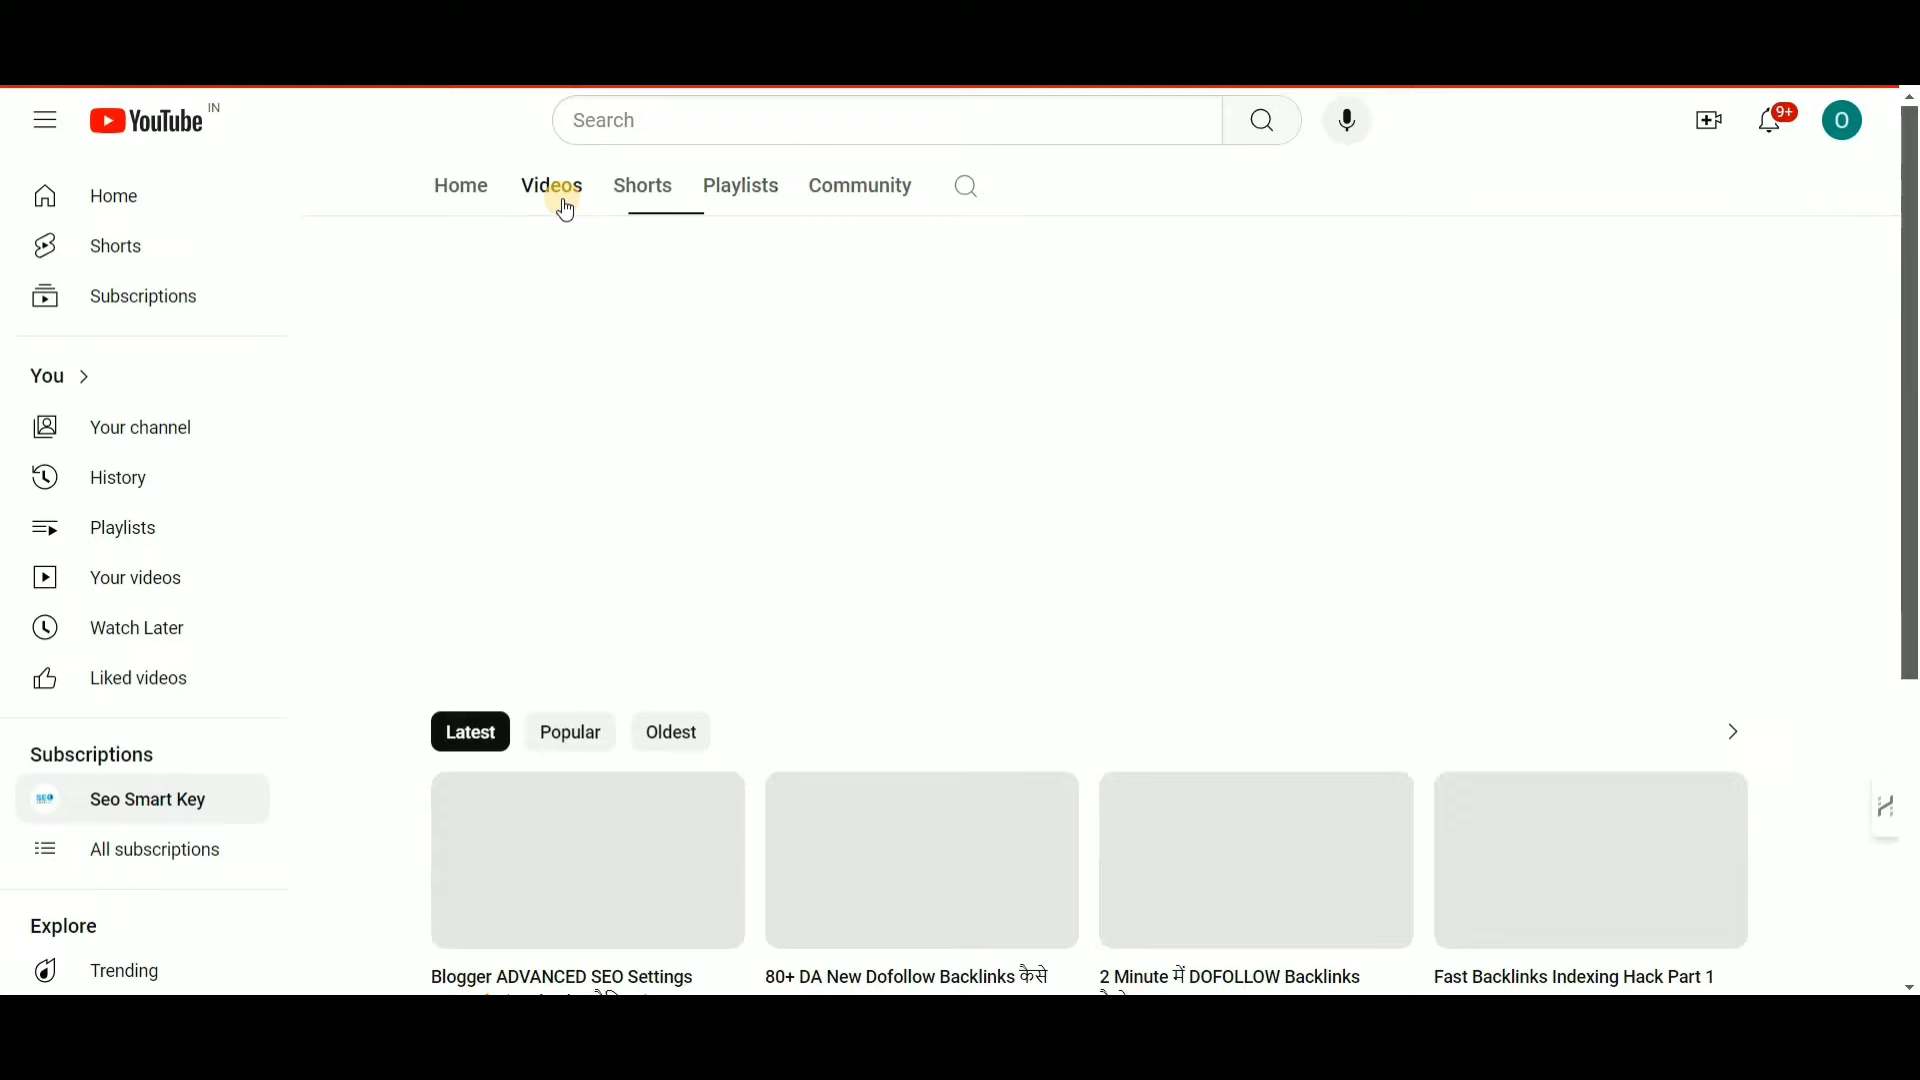 YouTube IN
Search
9+
O
Home
Videos
Shorts
Playlists
Community
Home
Shorts
Subscriptions
You
Your channel
History
Playlists
Your videos
Watch Later
Liked videos
Subscriptions
SEO Seo Smart Key
All subscriptions
Explore
Trending
Latest
Popular
Oldest
Blogger ADVANCED SEO Settings
80+ DA New Dofollow Backlinks कैसे
2 Minute में DOFOLLOW Backlinks
Fast Backlinks Indexing Hack Part 1